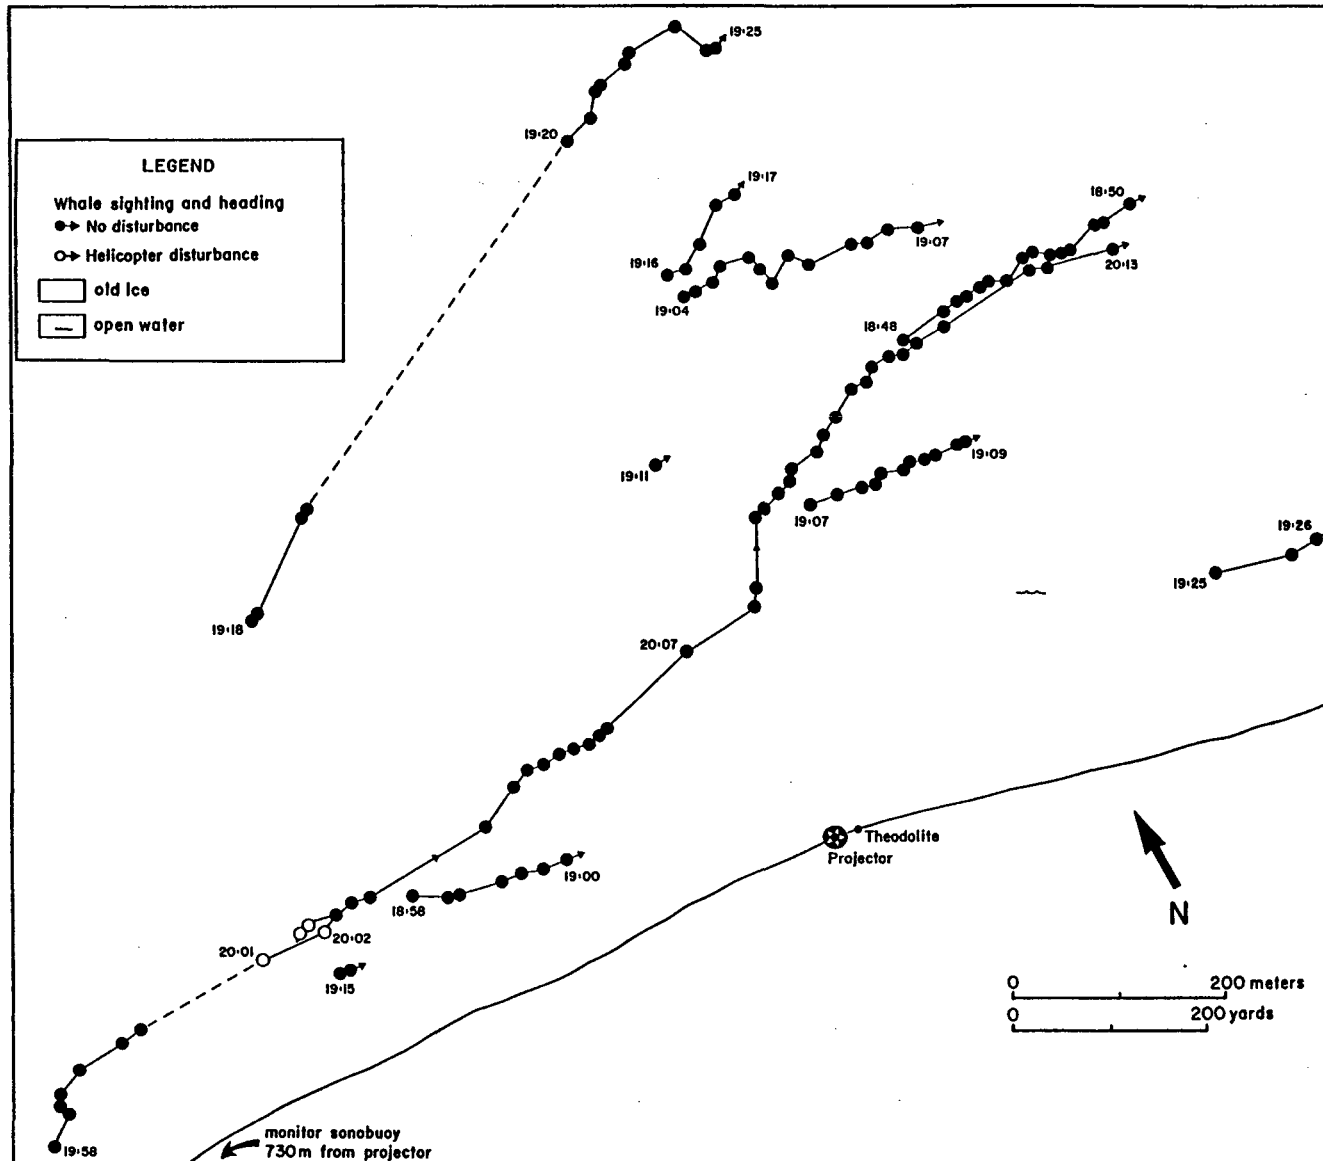 19:25
19:20
LEGEND
Whale sighting and heading
No disturbance
Helicopter disturbance
old ice
open water
19:17
18:50
19:16
19:07
20:13
19:04
18:48
19:11
19:09
19:07
19:26
19:25
19:18
20:07
Theodolite
Projector
19:00
18:58
N
20:01
20:02
19:15
0 200 meters
0 200 yards
monitor sonobuoy
730m from projector
19:58